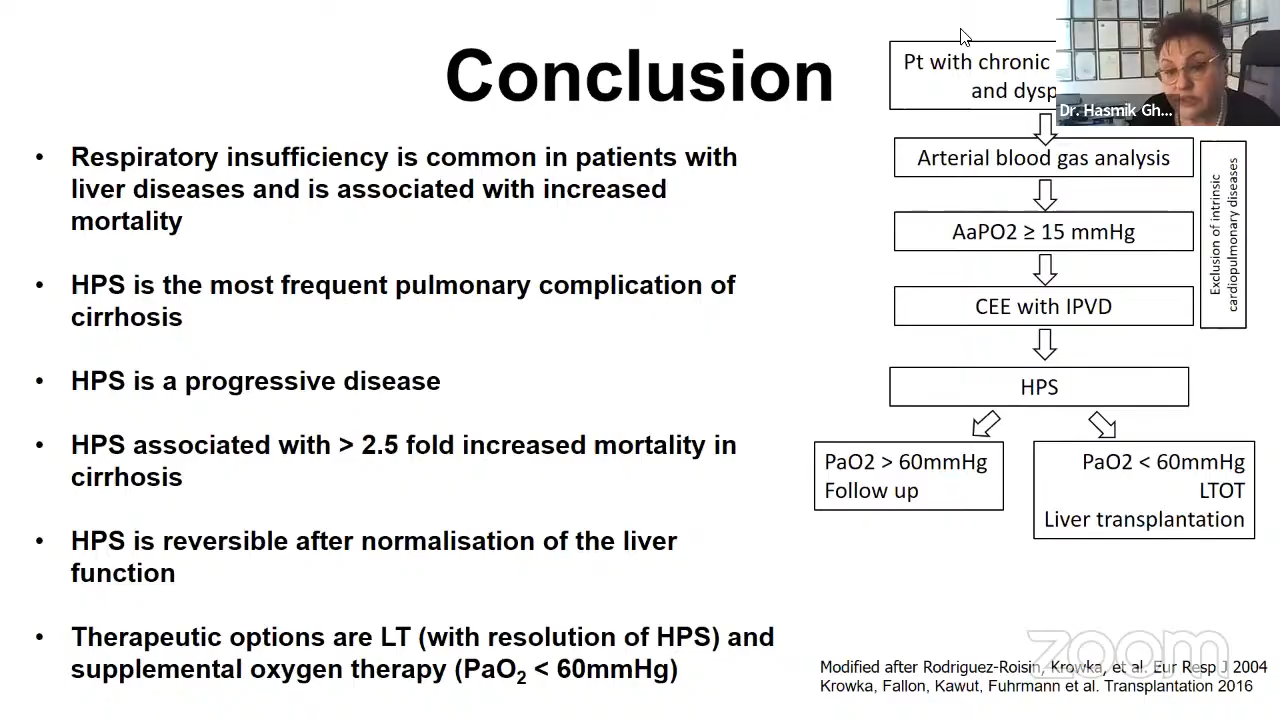 Conclusion
• Respiratory insufficiency is common in patients with
liver diseases and is associated with increased
mortality
• HPS is the most frequent pulmonary complication of
cirrhosis
• HPS is a progressive disease
• HPS associated with > 2.5 fold increased mortality in
cirrhosis
• HPS is reversible after normalisation of the liver
function
• Therapeutic options are LT (with resolution of HPS) and
supplemental oxygen therapy (PaO₂ < 60mmHg)
Pt with chronic
and dysp
Dr. Hasmik Gh...
Arterial blood gas analysis
AaPO2 ≥ 15 mmHg
CEE with IPVD
Exclusion of intrinsic
cardiopulmonary diseases
HPS
PaO2 > 60mmHg
Follow up
PaO2 < 60mmHg
LTOT
Liver transplantation
zoom
Modified after Rodriguez-Roisin, Krowka, et al. Eur Resp J 2004
Krowka, Fallon, Kawut, Fuhrmann et al. Transplantation 2016